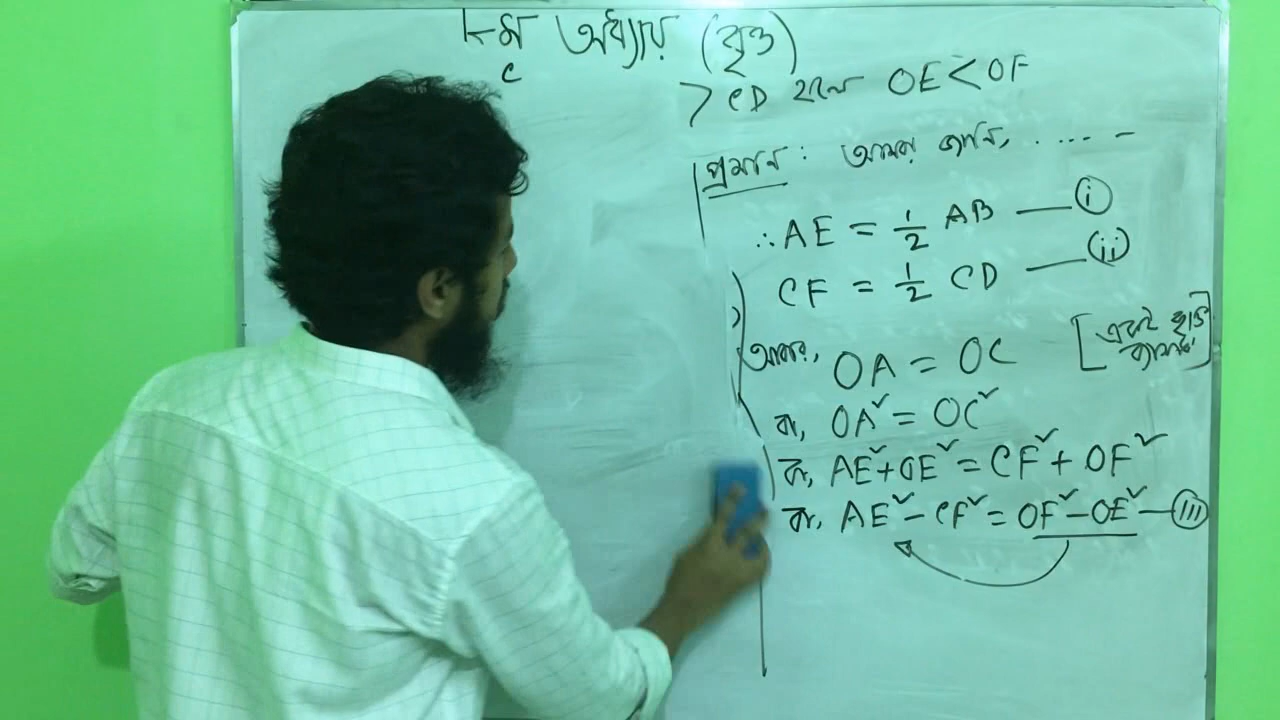 ৮ম অধ্যায় (বৃত্ত)
c
> CD হলে OE < OF
প্রমান : আমরা জানি, . . . . . -
∴ AE = 1/2 AB — (i)
CF = 1/2 CD — (ii)
আবার, OA = OC [একই বৃত্তের ব্যাসার্ধ]
বা, OA² = OC²
বা, AE² + OE² = CF² + OF²
বা, AE² - CF² = OF² - OE² — (iii)